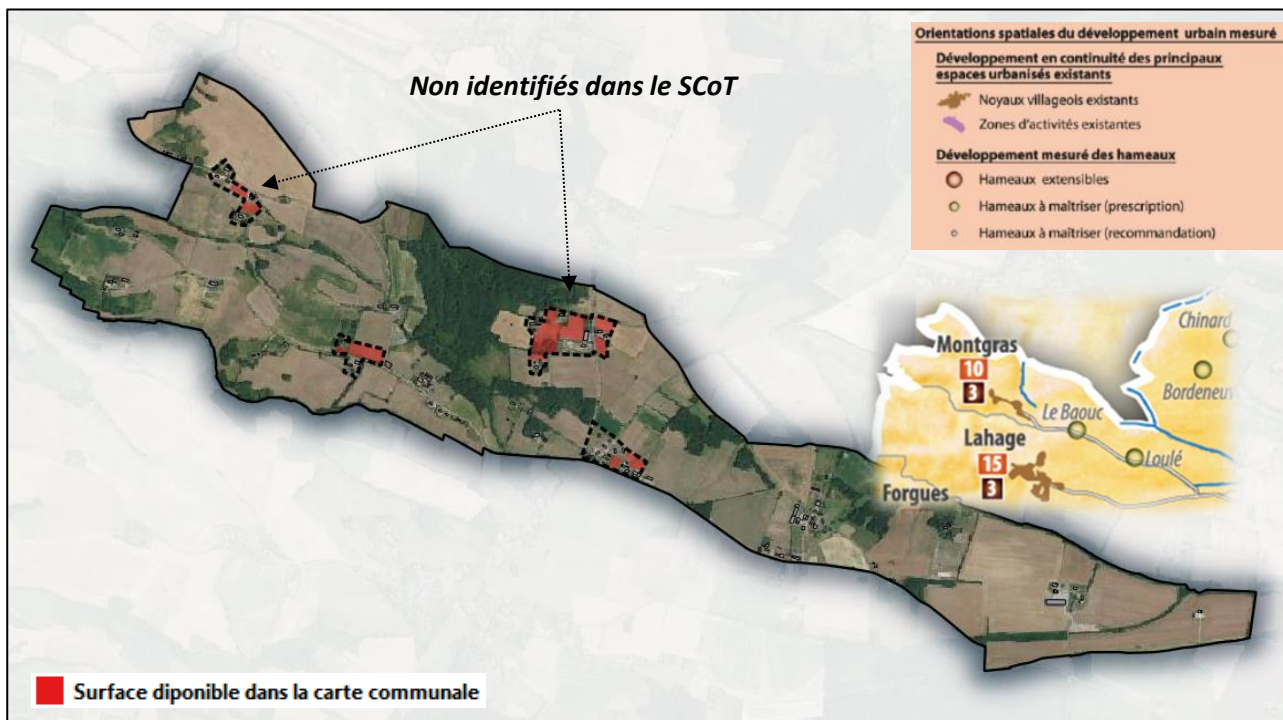 Orientations spatiales du développement urbain mesuré
Développement en continuité des principaux
espaces urbanisés existants
Noyaux villageois existants
Zones d'activités existantes
Développement mesuré des hameaux
Hameaux extensibles
Hameaux à maîtriser (prescription)
Hameaux à maîtriser (recommandation)
Non identifiés dans le SCoT
Chinard
Montgras
10
3
Bordeneuv
Le Baouc
Lahage
15
3
Loulé
Forgues
Surface diponible dans la carte communale